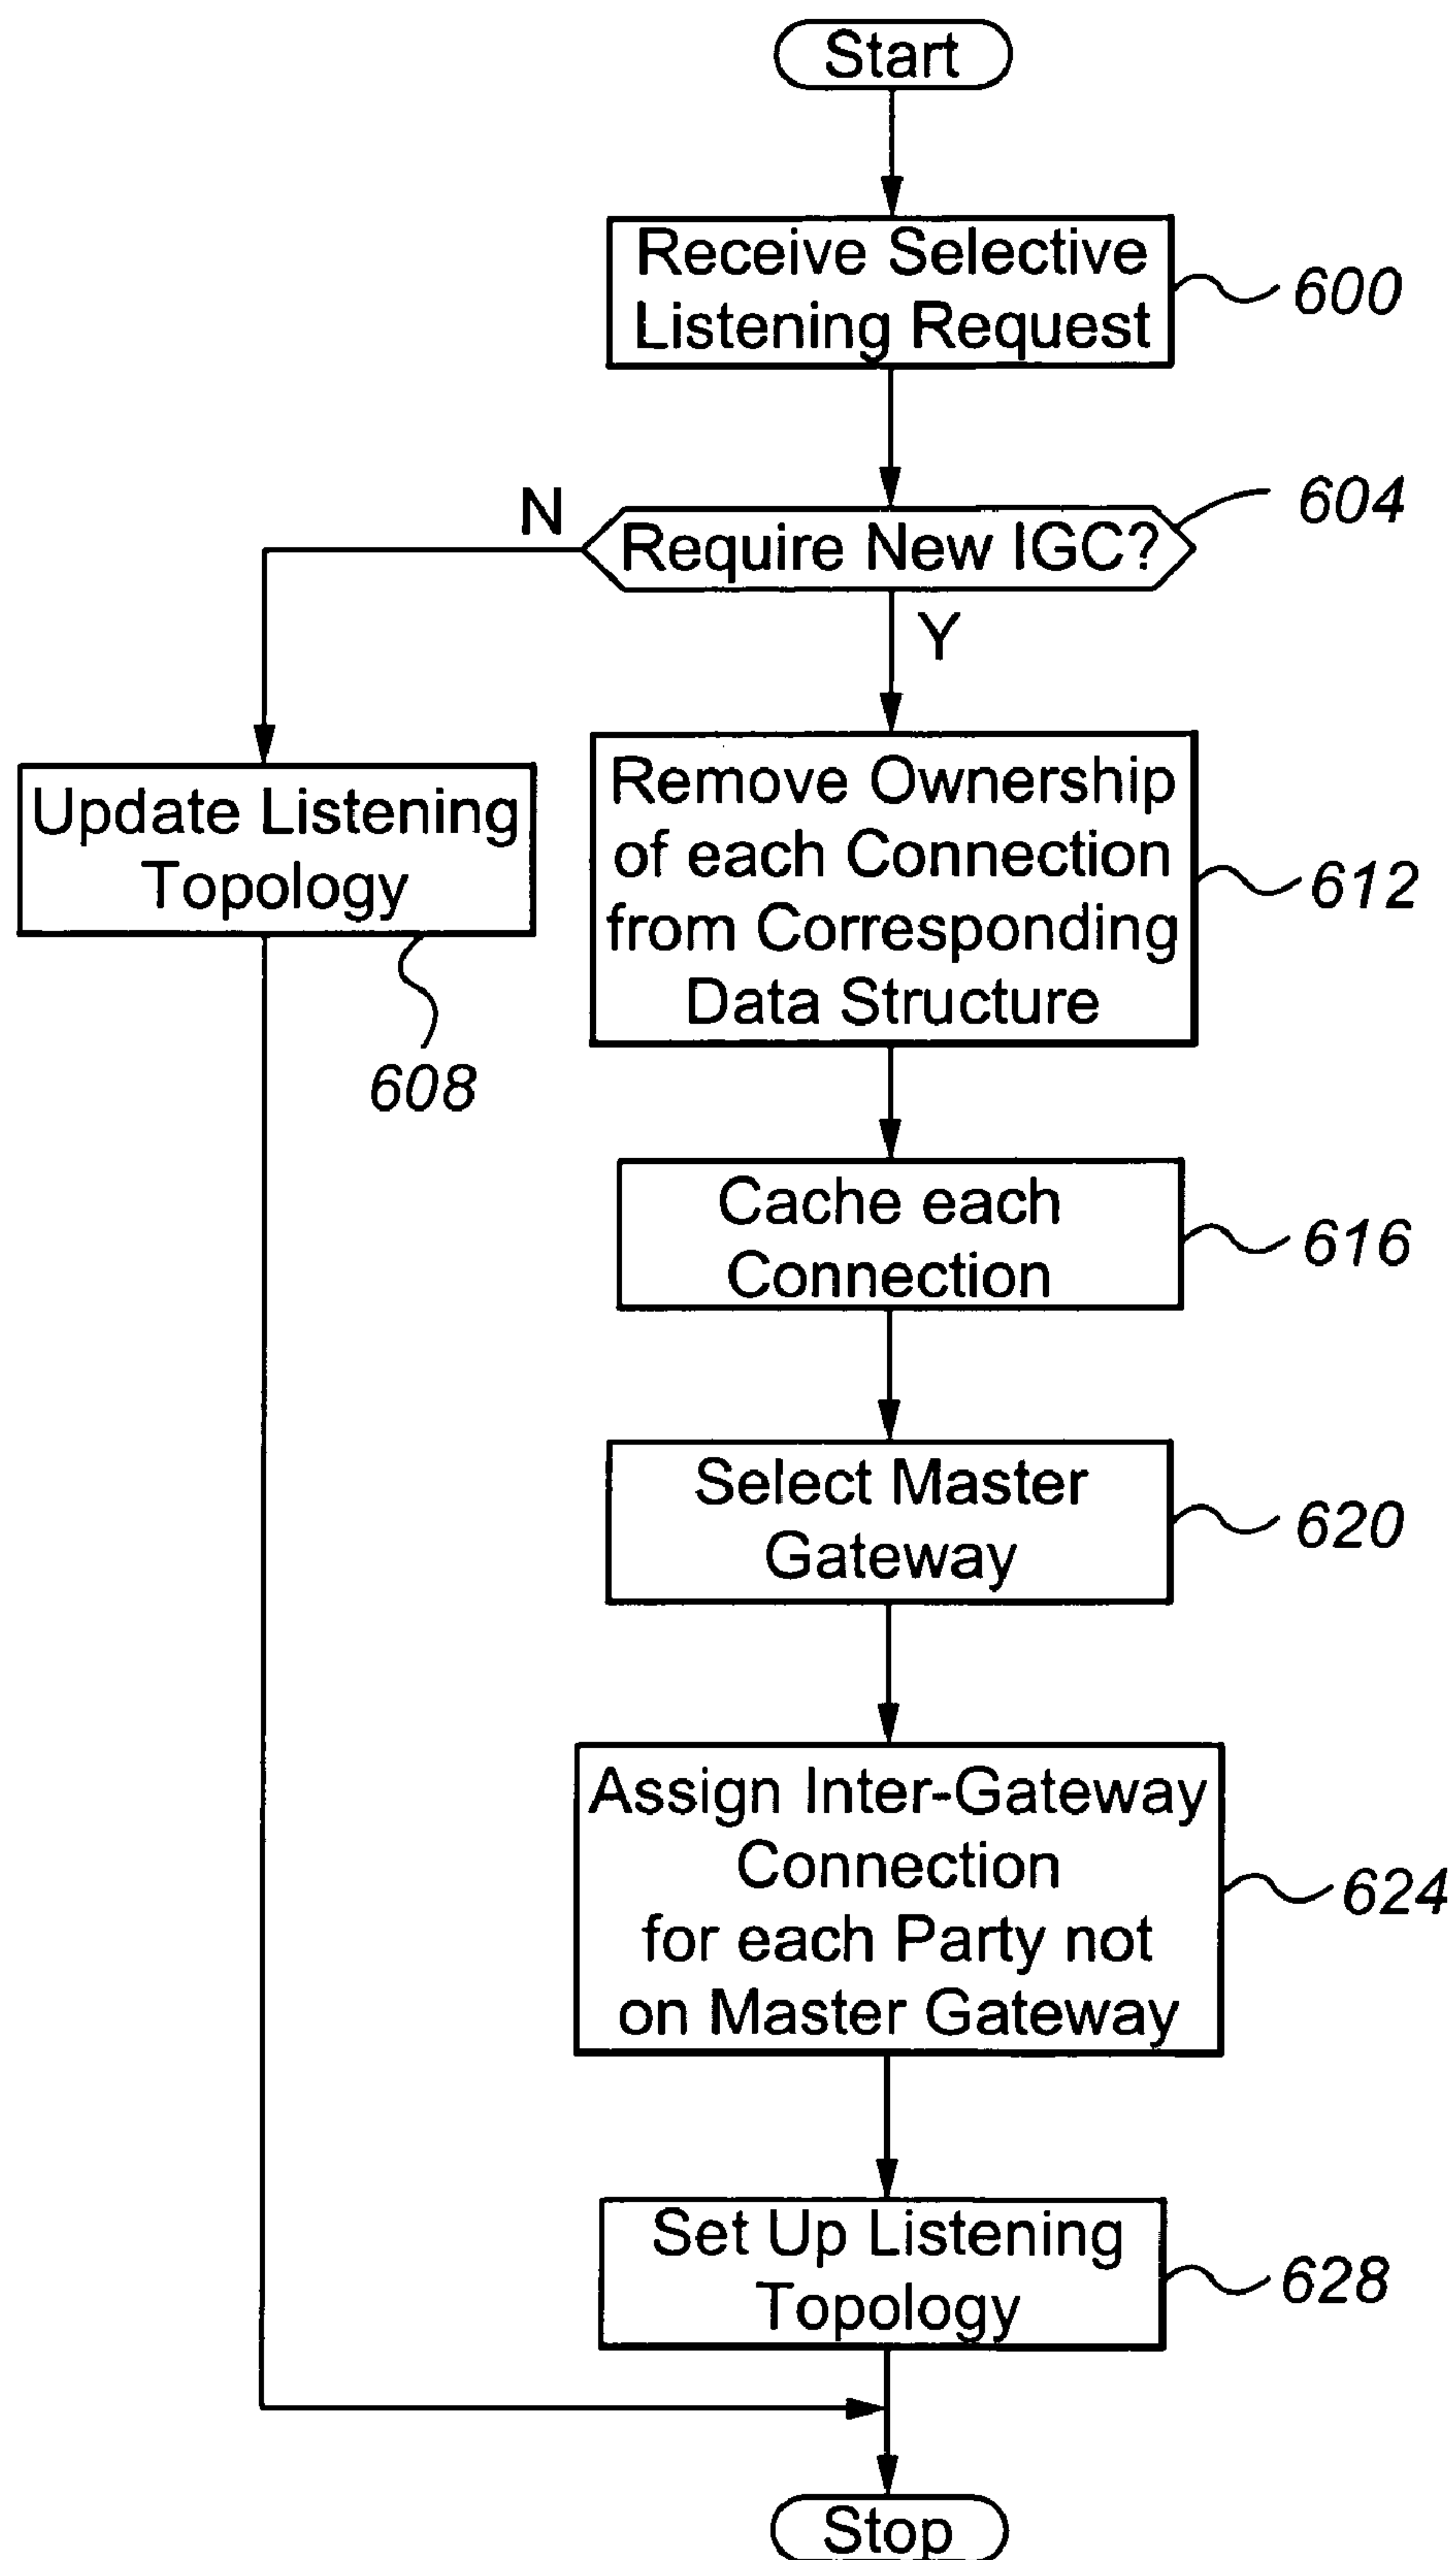 Start
Receive Selective
Listening Request
600
604
N
Require New IGC?
Y
Update Listening
Topology
608
Remove Ownership
of each Connection
from Corresponding
Data Structure
612
Cache each
Connection
616
Select Master
Gateway
620
Assign Inter-Gateway
Connection
for each Party not
on Master Gateway
624
Set Up Listening
Topology
628
Stop